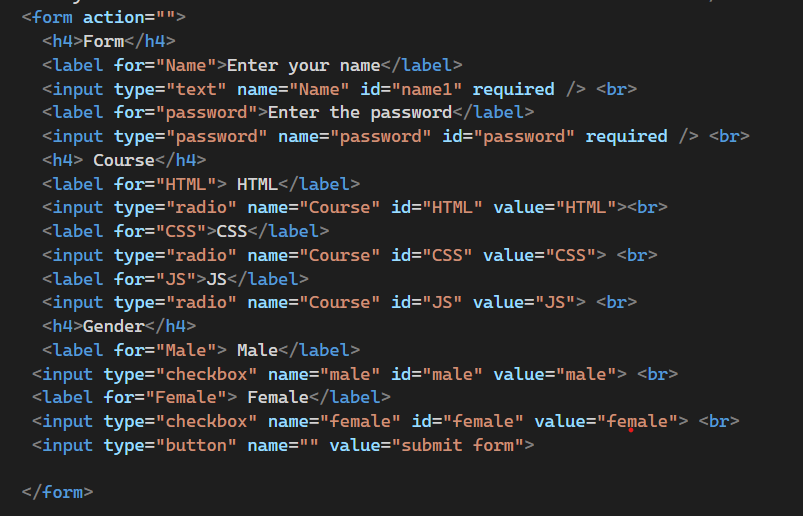 <form action="">
<h4>Form</h4>
<label for="Name">Enter your name</label>
<input type="text" name="Name" id="name1" required /> <br>
<label for="password">Enter the password</label>
<input type="password" name="password" id="password" required /> <br>
<h4> Course</h4>
<label for="HTML"> HTML</label>
<input type="radio" name="Course" id="HTML" value="HTML"><br>
<label for="CSS">CSS</label>
<input type="radio" name="Course" id="CSS" value="CSS"> <br>
<label for="JS">JS</label>
<input type="radio" name="Course" id="JS" value="JS"> <br>
<h4>Gender</h4>
<label for="Male"> Male</label>
<input type="checkbox" name="male" id="male" value="male"> <br>
<label for="Female"> Female</label>
<input type="checkbox" name="female" id="female" value="female"> <br>
<input type="button" name="" value="submit form">
</form>